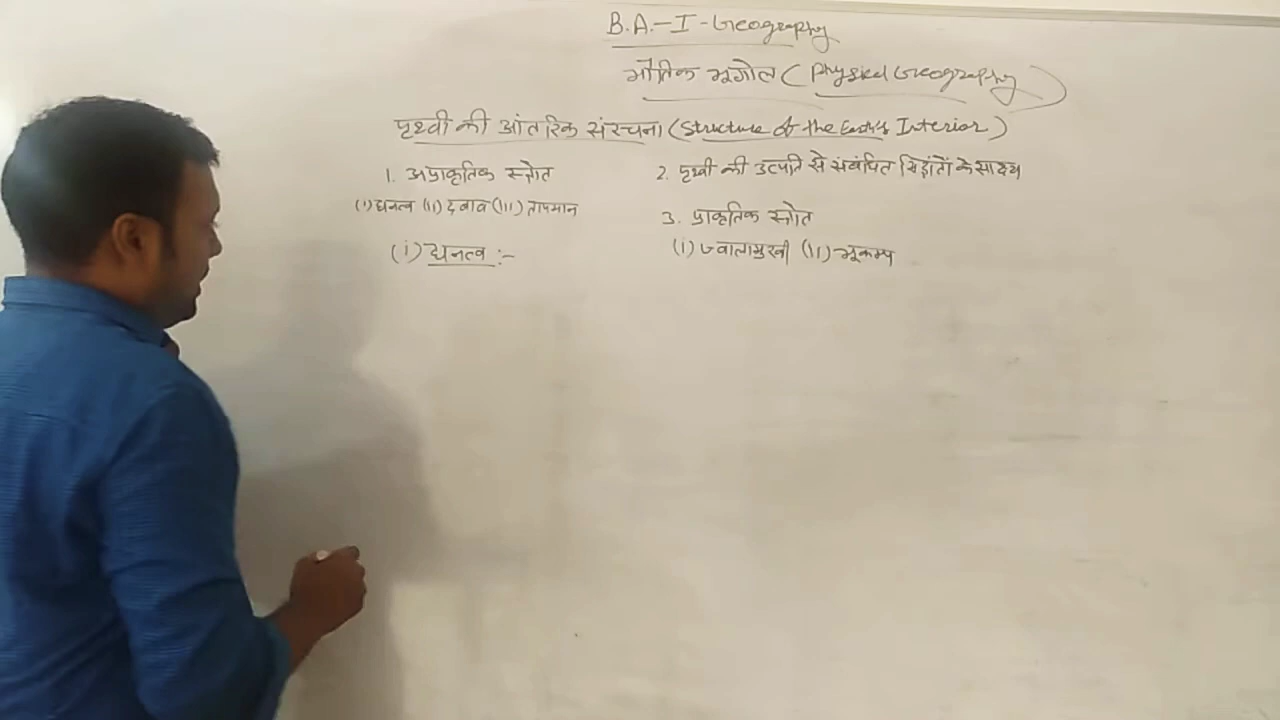 B.A.-I-Geography
भौतिक भूगोल (Physical Geography)
पृथ्वी की आंतरिक संरचना (Structure of the Earth's Interior)
1. अप्राकृतिक स्त्रोत
(i) घनत्व (ii) दबाव (iii) तापमान
(i) घनत्व :-
2. पृथ्वी की उत्पति से संबंधित सिद्वांतों के साक्ष्य
3. प्राकृतिक स्त्रोत
(i) ज्वालामुखी (ii) भूकम्प